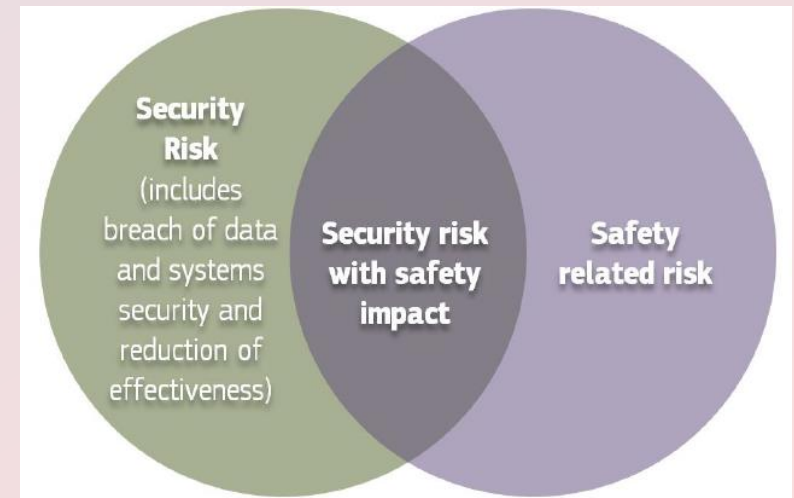 Security
Risk
(includes
breach of data
and systems
security and
reduction of
effectiveness)
Security risk
with safety
impact
Safety
related risk